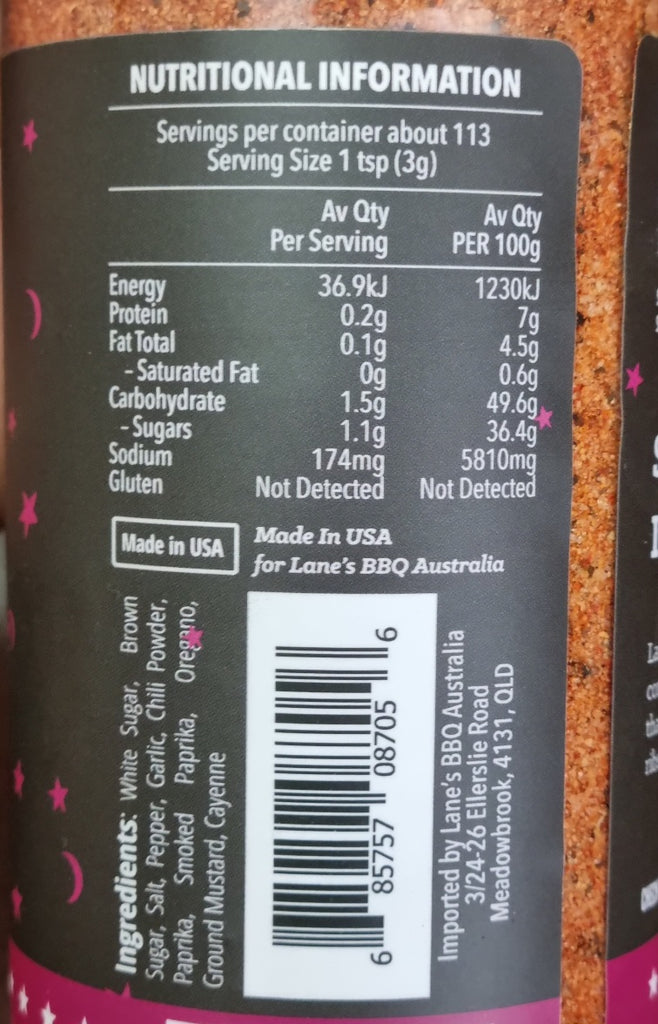 NUTRITIONAL INFORMATION
Servings per container about 113
Serving Size 1 tsp (3g)
Av Qty Per Serving Av Qty PER 100g
Energy 36.9kJ 1230kJ
Protein 0.2g 7g
Fat Total 0.1g 4.5g
- Saturated Fat 0g 0.6g
Carbohydrate 1.5g 49.6g
- Sugars 1.1g 36.4g
Sodium 174mg 5810mg
Gluten Not Detected Not Detected
Made in USA
Made In USA
for Lane's BBQ Australia
Ingredients: White Sugar, Brown
Sugar, Salt, Pepper, Garlic, Chili Powder,
Paprika, Smoked Paprika, Oregano,
Ground Mustard, Cayenne
6 85757 08705 6
Imported by Lane's BBQ Australia
3/24-26 Ellerslie Road
Meadowbrook, 4131, QLD